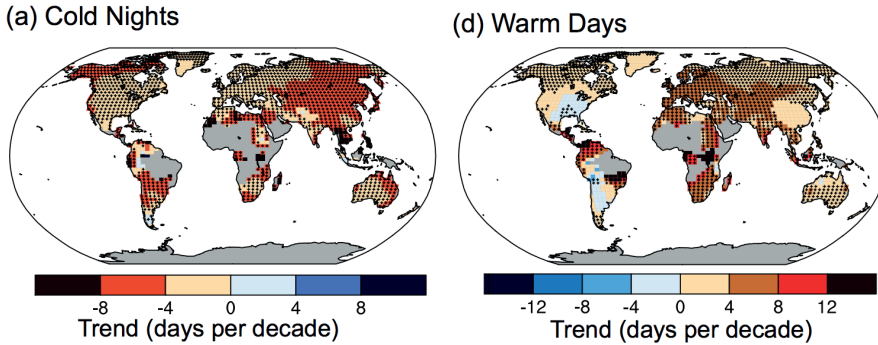 (a) Cold Nights
(d) Warm Days
-8 -4 0 4 8
Trend (days per decade)
-12 -8 -4 0 4 8 12
Trend (days per decade)